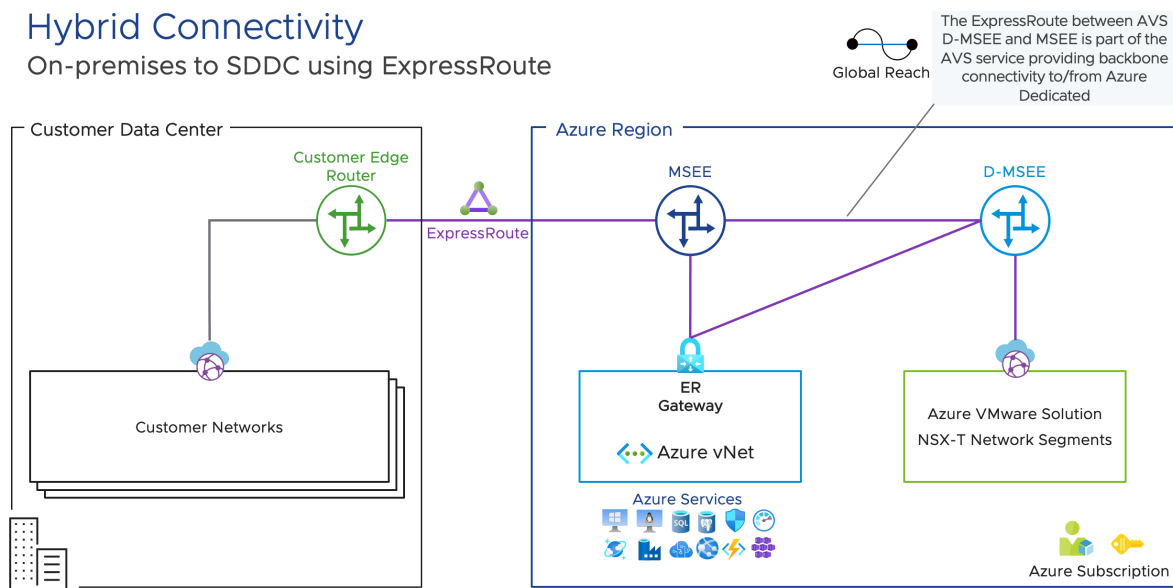 Hybrid Connectivity
On-premises to SDDC using ExpressRoute
Global Reach
The ExpressRoute between AVS
D-MSEE and MSEE is part of the
AVS service providing backbone
connectivity to/from Azure
Dedicated
Customer Data Center
Azure Region
Customer Edge
Router
MSEE
D-MSEE
ExpressRoute
ER
Gateway
Customer Networks
Azure vNet
Azure VMware Solution
NSX-T Network Segments
Azure Services
SQL
Azure Subscription